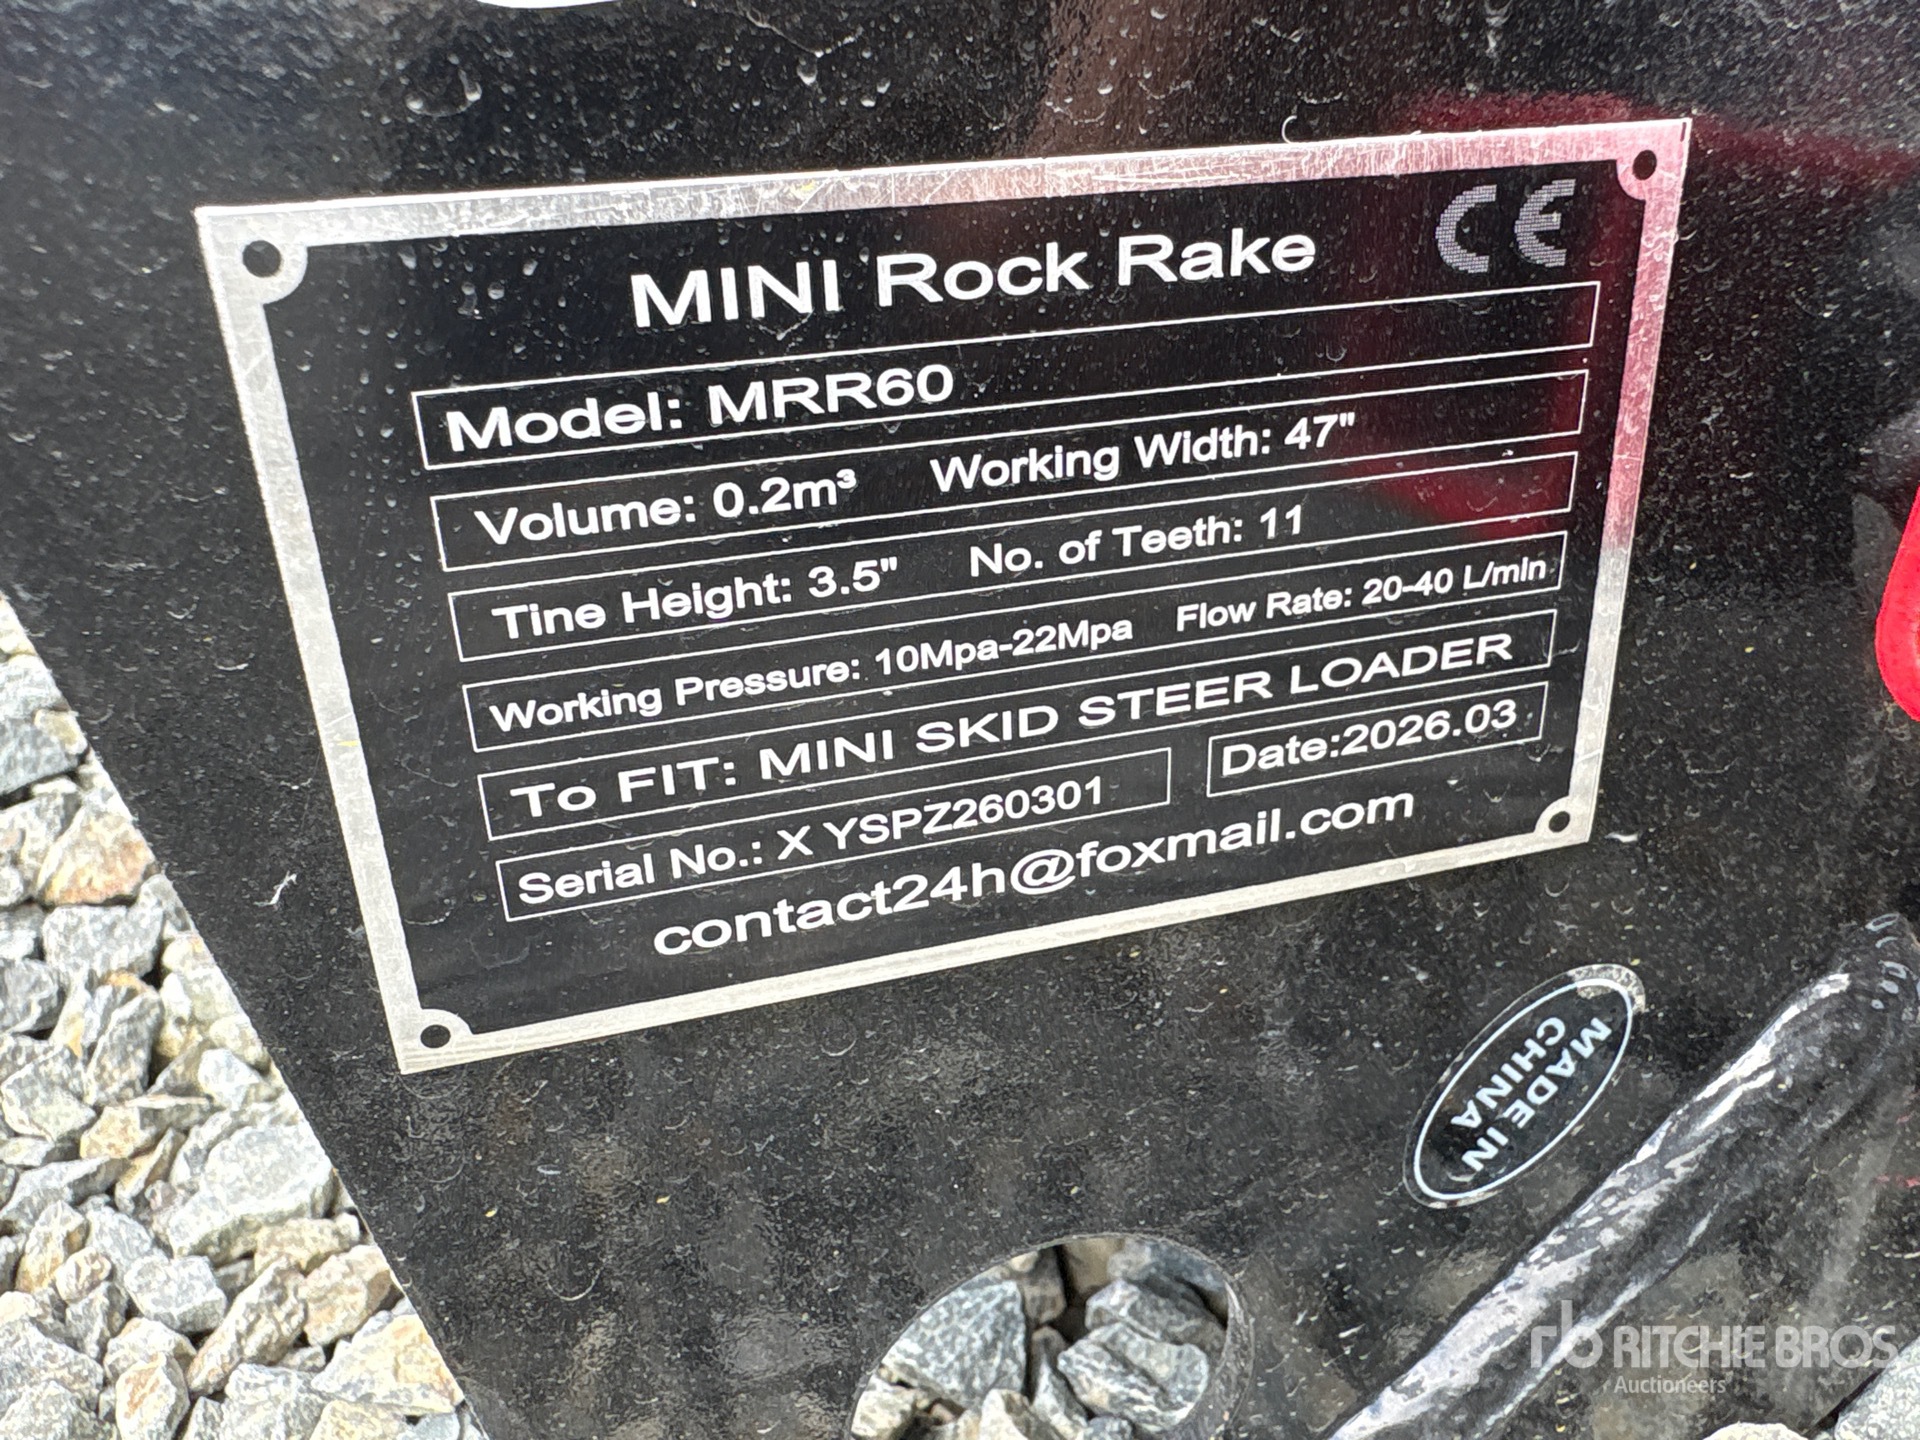 CE
MINI Rock Rake
Model: MRR60
Volume: 0.2m³ Working Width: 47"
Tine Height: 3.5" No. of Teeth: 11
Working Pressure: 10Mpa-22Mpa Flow Rate: 20-40 L/min
To FIT: MINI SKID STEER LOADER
Serial No.: X YSPZ260301 Date:2026.03
contact24h@foxmail.com
MADE IN
CHINA
rb RITCHIE BROS
Auctioneers